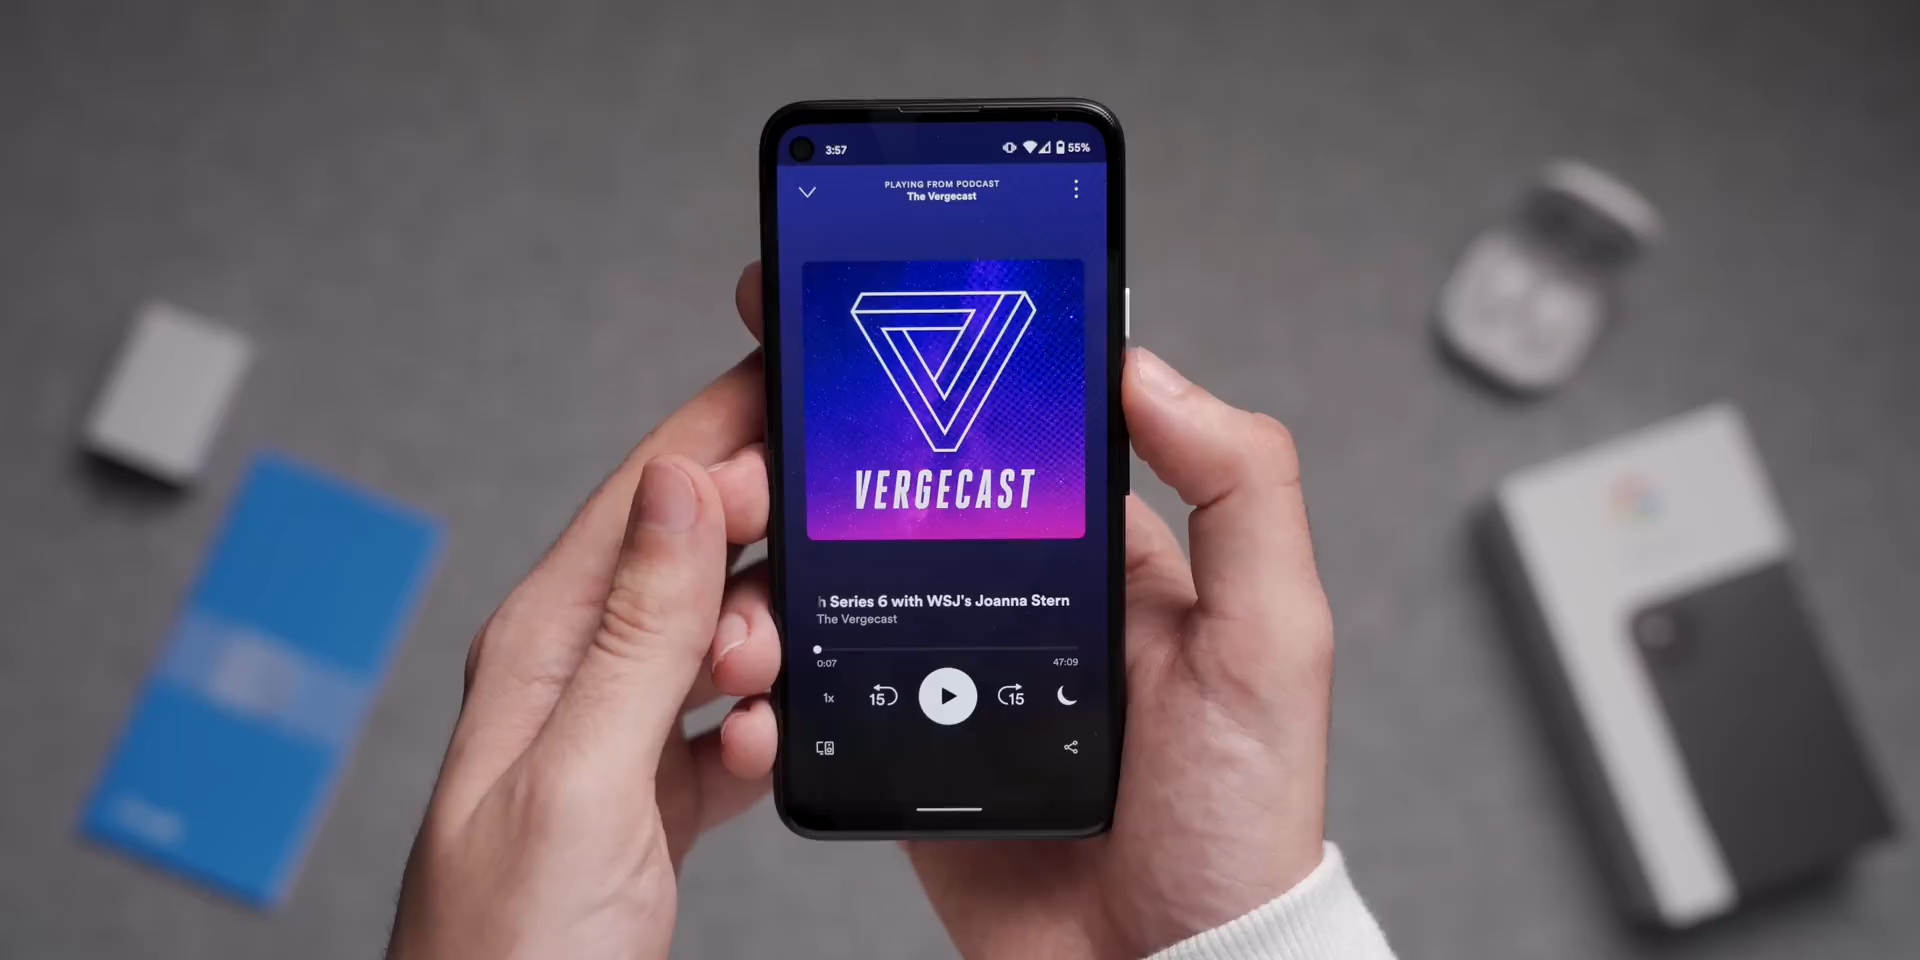 3:57
55%
PLAYING FROM PODCAST
The Vergecast
VERGECAST
h Series 6 with WSJ's Joanna Stern
The Vergecast
0:07
47:09
1x
15
15